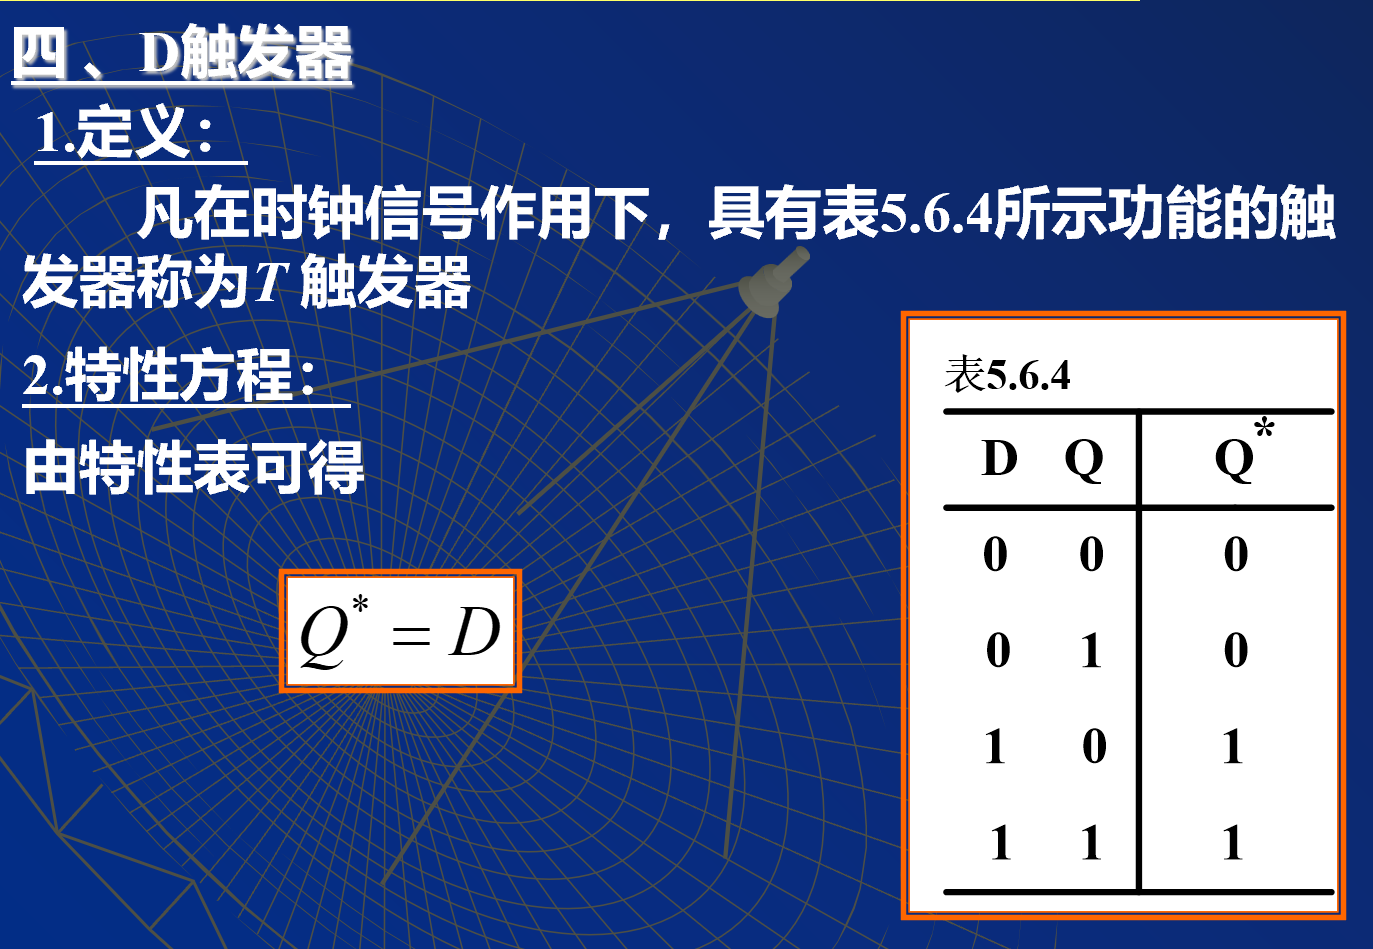 四 、D触发器
1.定义：
凡在时钟信号作用下，具有表5.6.4所示功能的触
发器称为T 触发器
2.特性方程：
由特性表可得
Q* = D
表5.6.4
D Q Q*
0 0 0
0 1 0
1 0 1
1 1 1